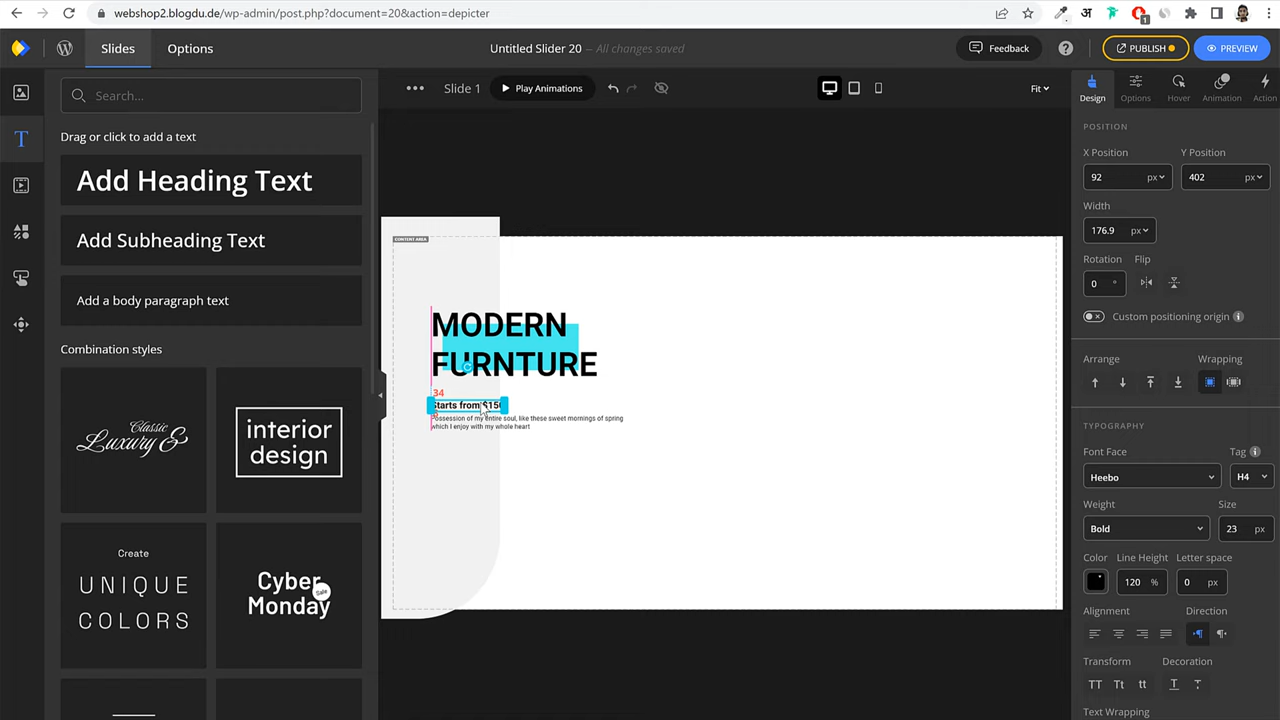 webshop2.blogdu.de/wp-admin/post.php?document=20&action=depicter
Slides
Options
Untitled Slider 20 – All changes saved
Feedback
PUBLISH
PREVIEW
Search...
Slide 1
Play Animations
Fit
Design
Options
Hover
Animation
Action
Drag or click to add a text
Add Heading Text
Add Subheading Text
Add a body paragraph text
Combination styles
Classic
Luxury &
interior
design
Create
UNIQUE
COLORS
Cyber
Monday
Sale
CONTENT AREA
MODERN
FURNTURE
34
Starts from $150
Possession of my entire soul, like these sweet mornings of spring
which I enjoy with my whole heart
POSITION
X Position
Y Position
92 px
402 px
Width
176.9 px
Rotation
Flip
0 °
Custom positioning origin
Arrange
Wrapping
TYPOGRAPHY
Font Face
Tag
Heebo
H4
Weight
Size
Bold
23 px
Color
Line Height
Letter space
120 %
0 px
Alignment
Direction
Transform
Decoration
TT
Tt
tt
T
T
Text Wrapping